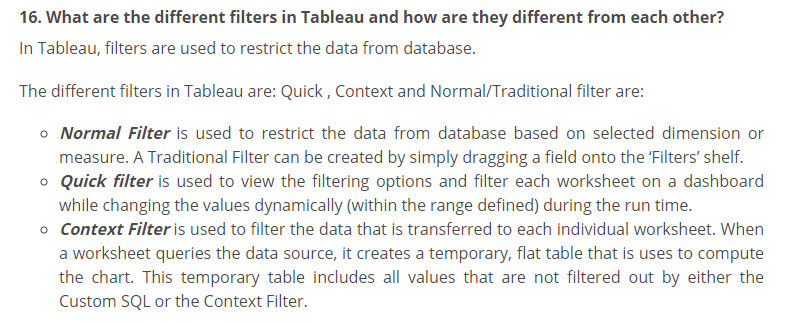 16. What are the different filters in Tableau and how are they different from each other?
In Tableau, filters are used to restrict the data from database.
The different filters in Tableau are: Quick , Context and Normal/Traditional filter are:
Normal Filter is used to restrict the data from database based on selected dimension or
measure. A Traditional Filter can be created by simply dragging a field onto the ‘Filters’ shelf.
Quick filter is used to view the filtering options and filter each worksheet on a dashboard
while changing the values dynamically (within the range defined) during the run time.
Context Filter is used to filter the data that is transferred to each individual worksheet. When
a worksheet queries the data source, it creates a temporary, flat table that is uses to compute
the chart. This temporary table includes all values that are not filtered out by either the
Custom SQL or the Context Filter.